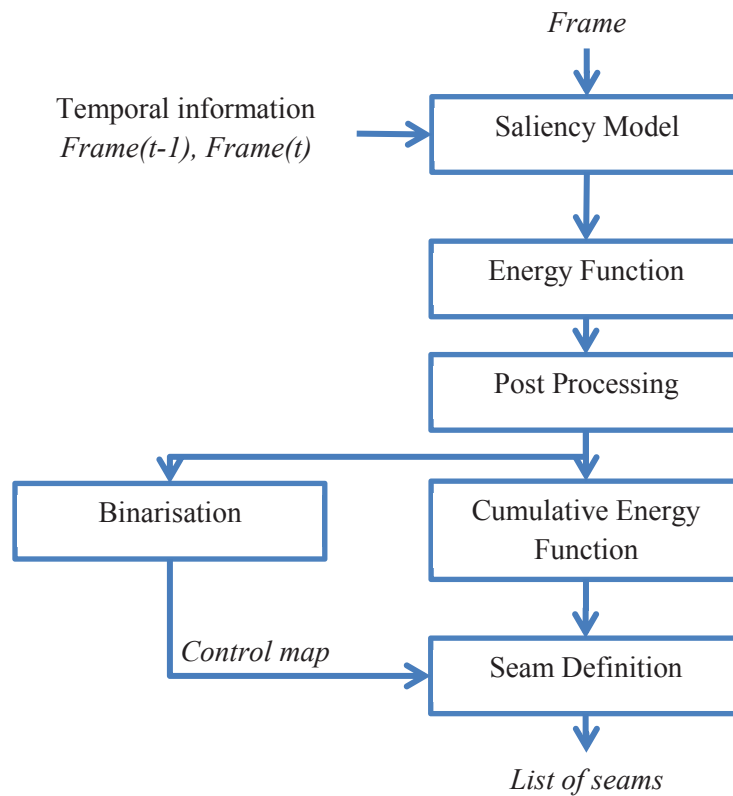 Frame
Temporal information
Frame(t-1), Frame(t)
Saliency Model
Energy Function
Post Processing
Binarisation
Cumulative Energy
Function
Control map
Seam Definition
List of seams